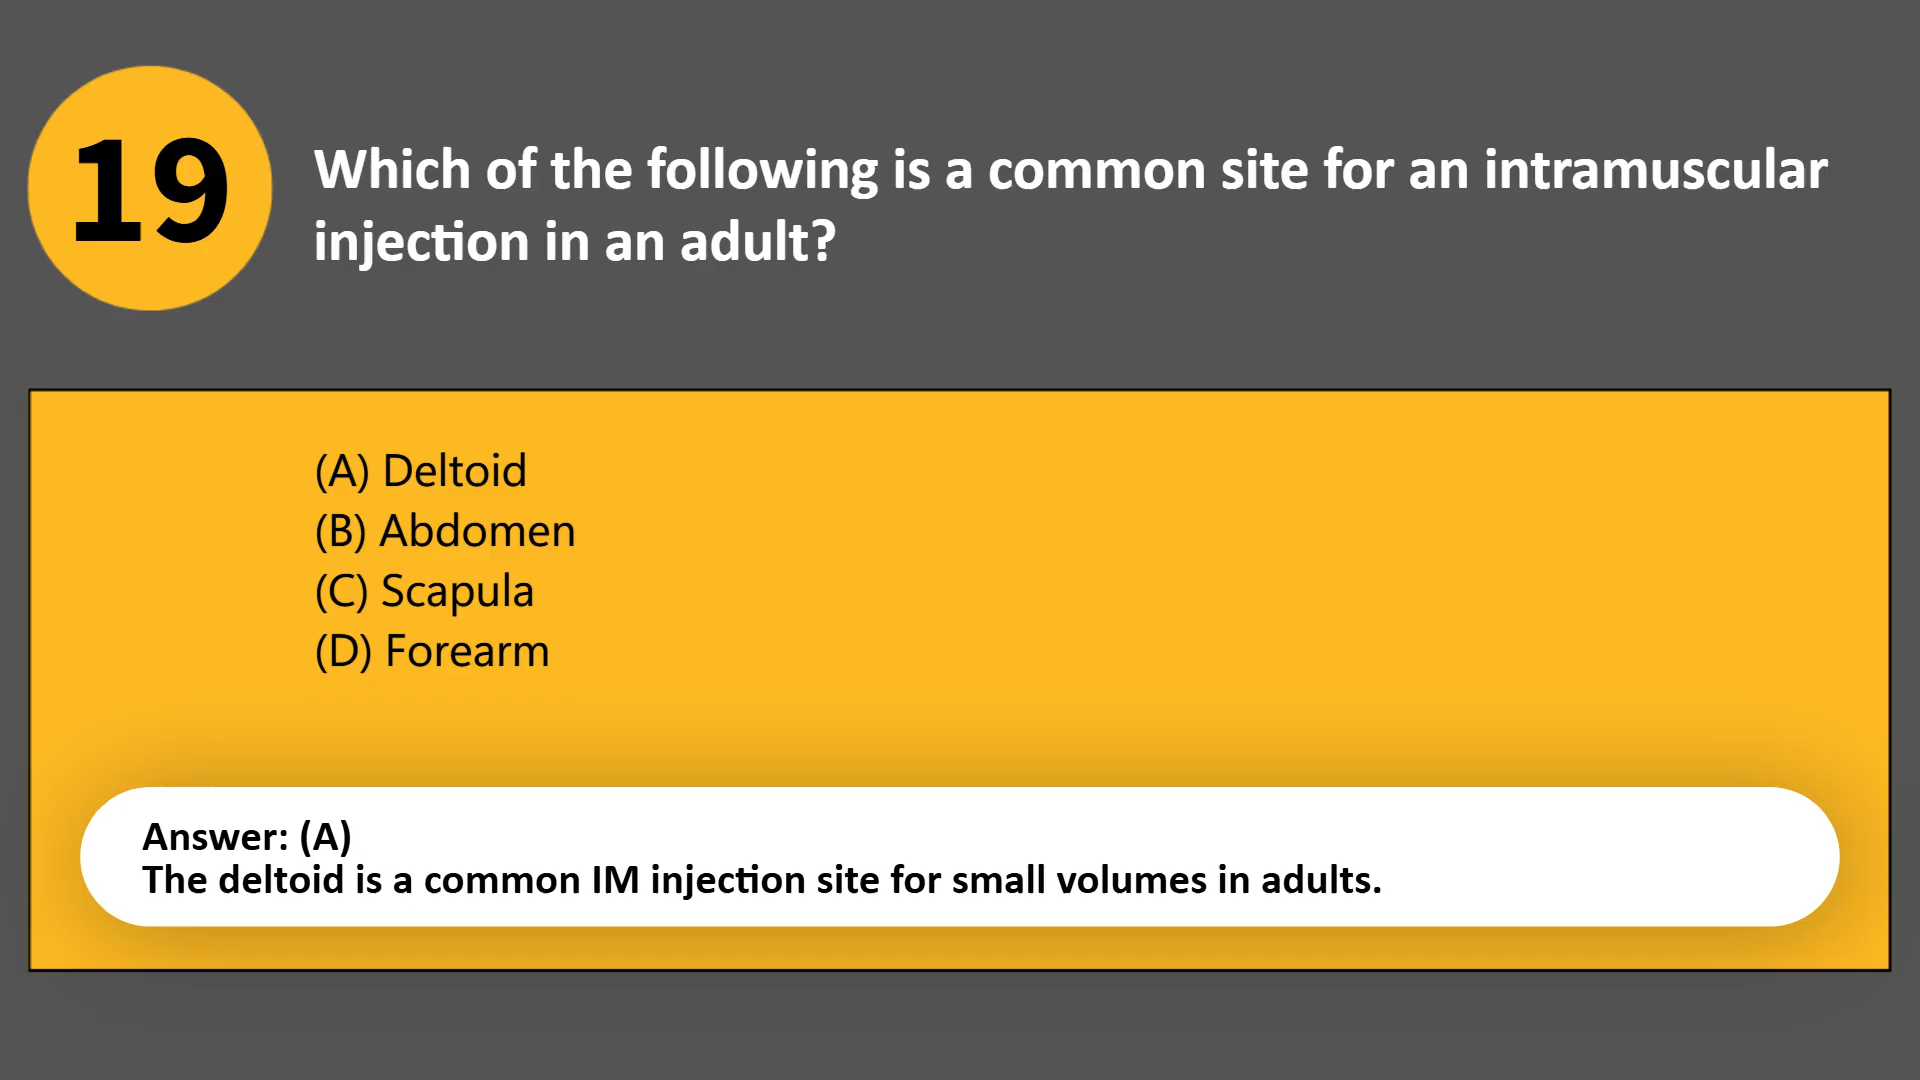 19
Which of the following is a common site for an intramuscular
injection in an adult?
(A) Deltoid
(B) Abdomen
(C) Scapula
(D) Forearm
Answer: (A)
The deltoid is a common IM injection site for small volumes in adults.